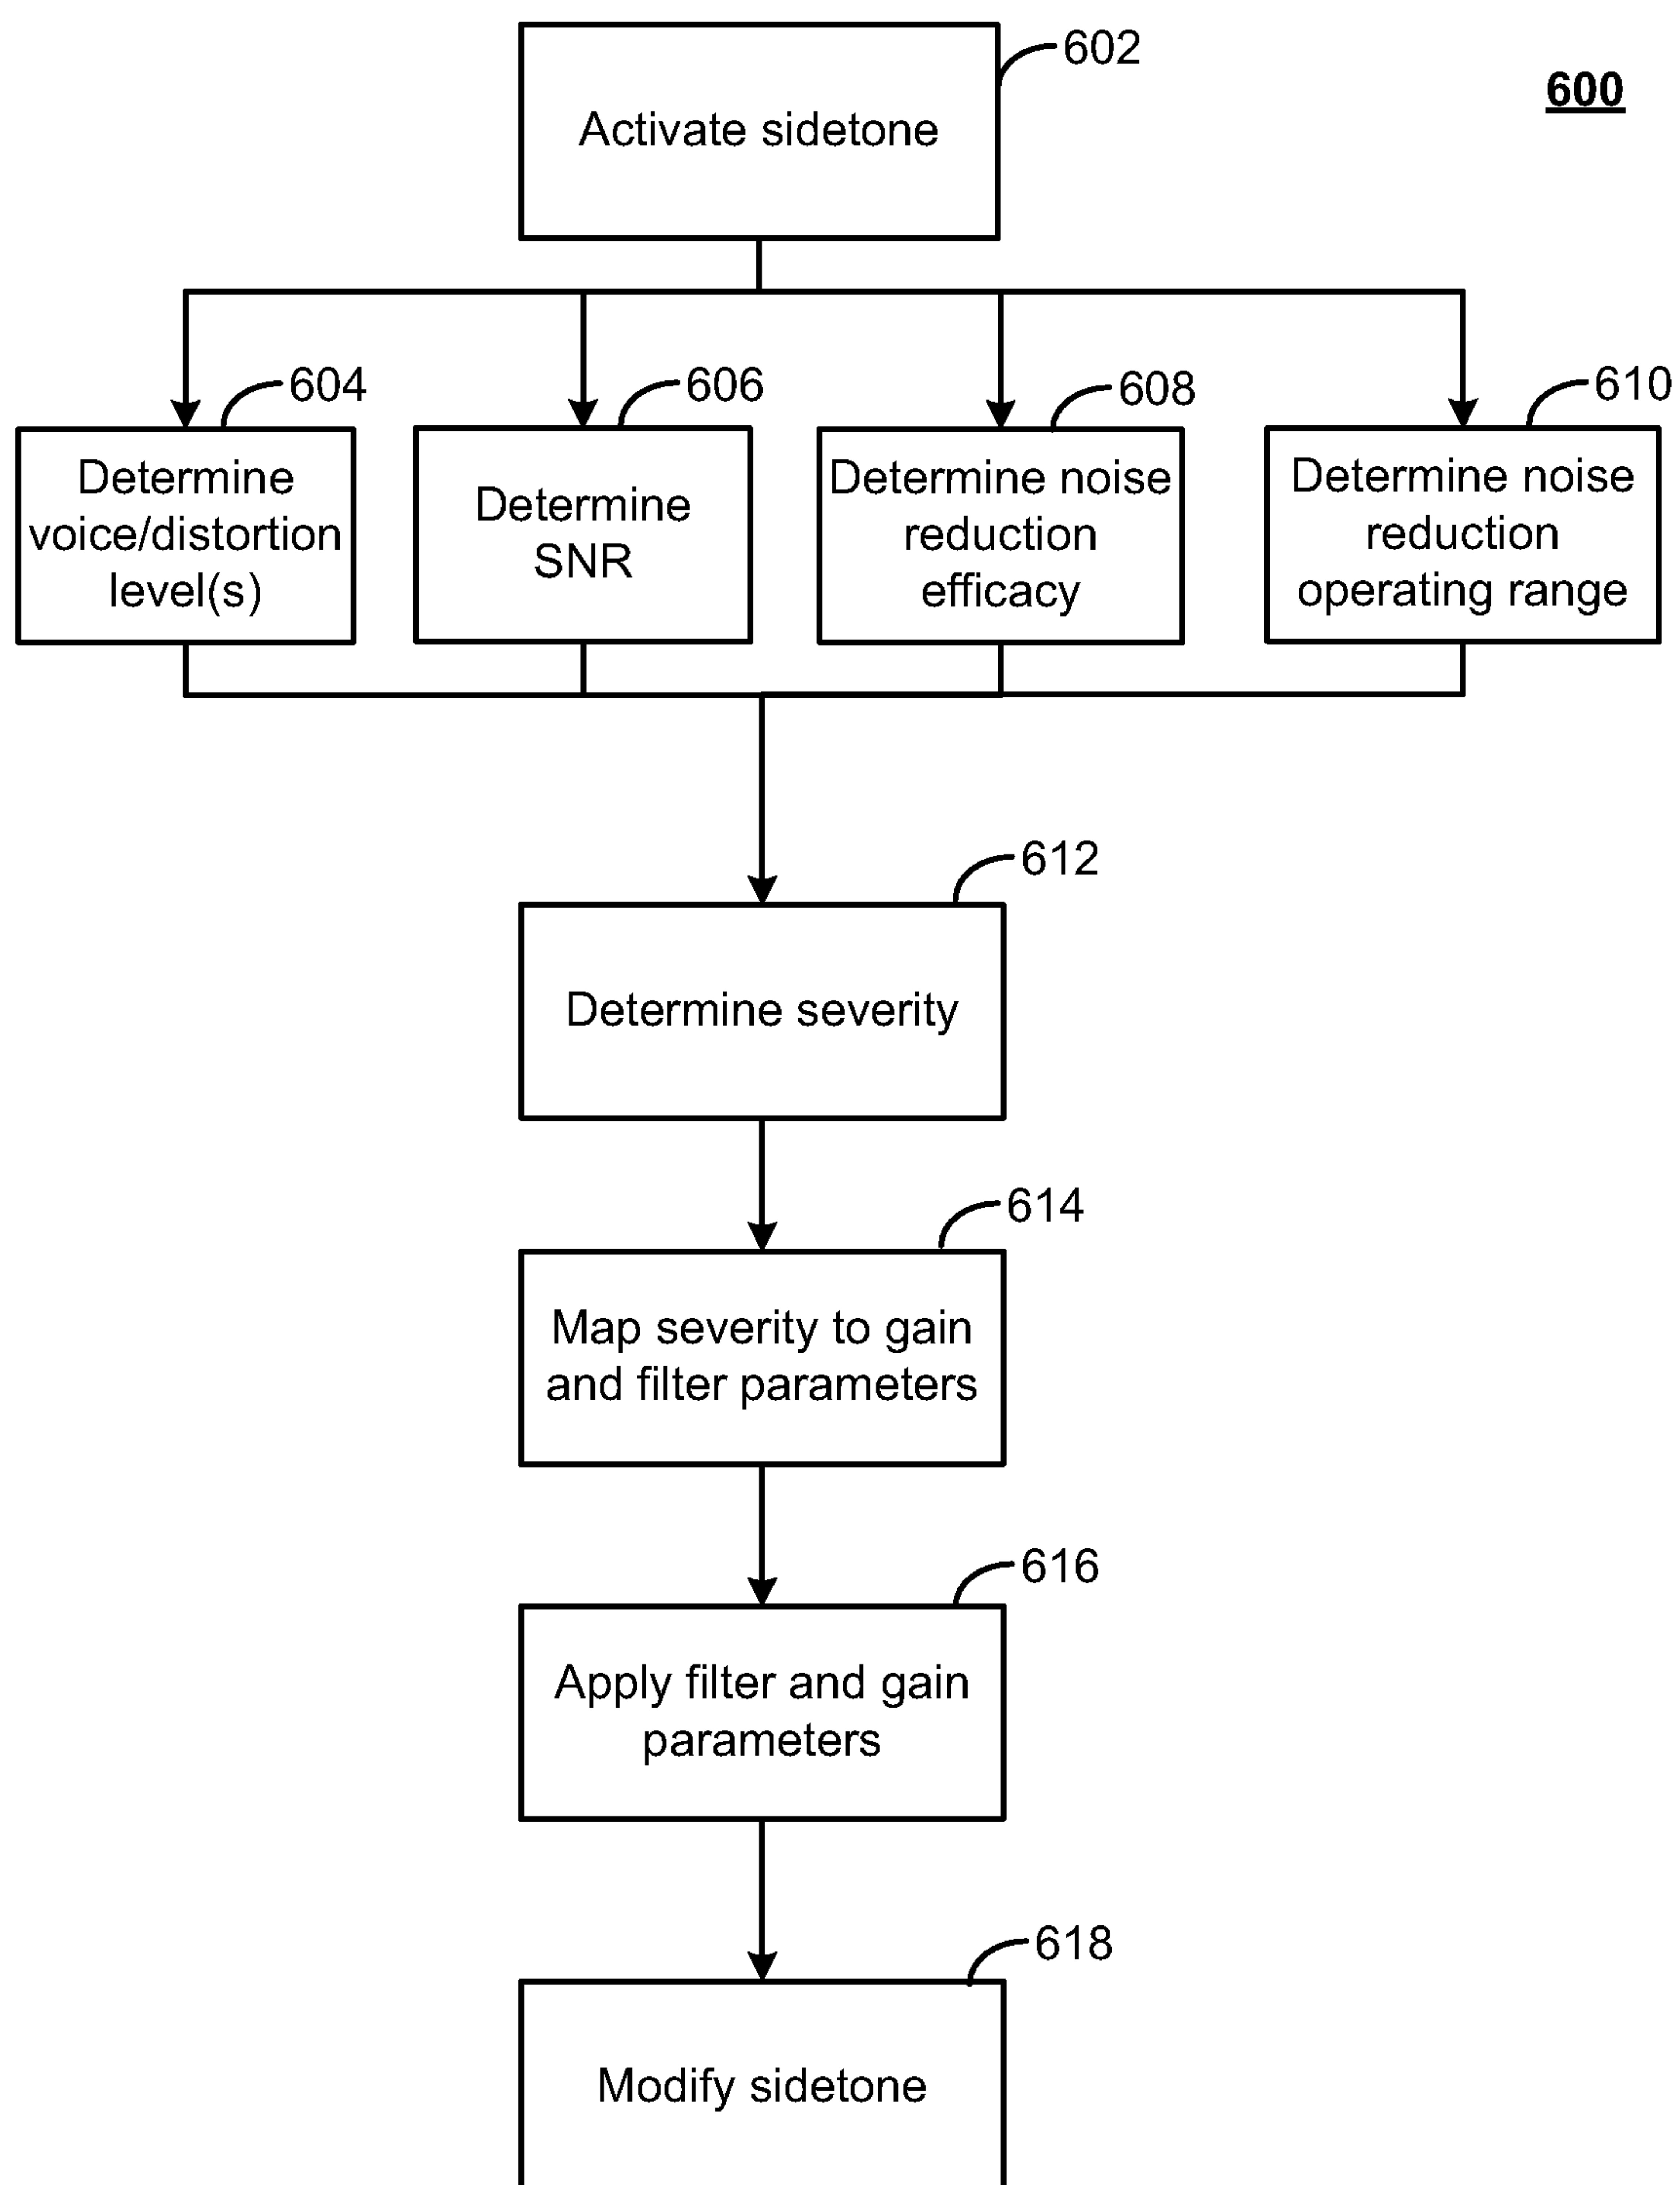 602
600
Activate sidetone
604
606
608
610
Determine
voice/distortion
level(s)
Determine
SNR
Determine noise
reduction
efficacy
Determine noise
reduction
operating range
612
Determine severity
614
Map severity to gain
and filter parameters
616
Apply filter and gain
parameters
618
Modify sidetone